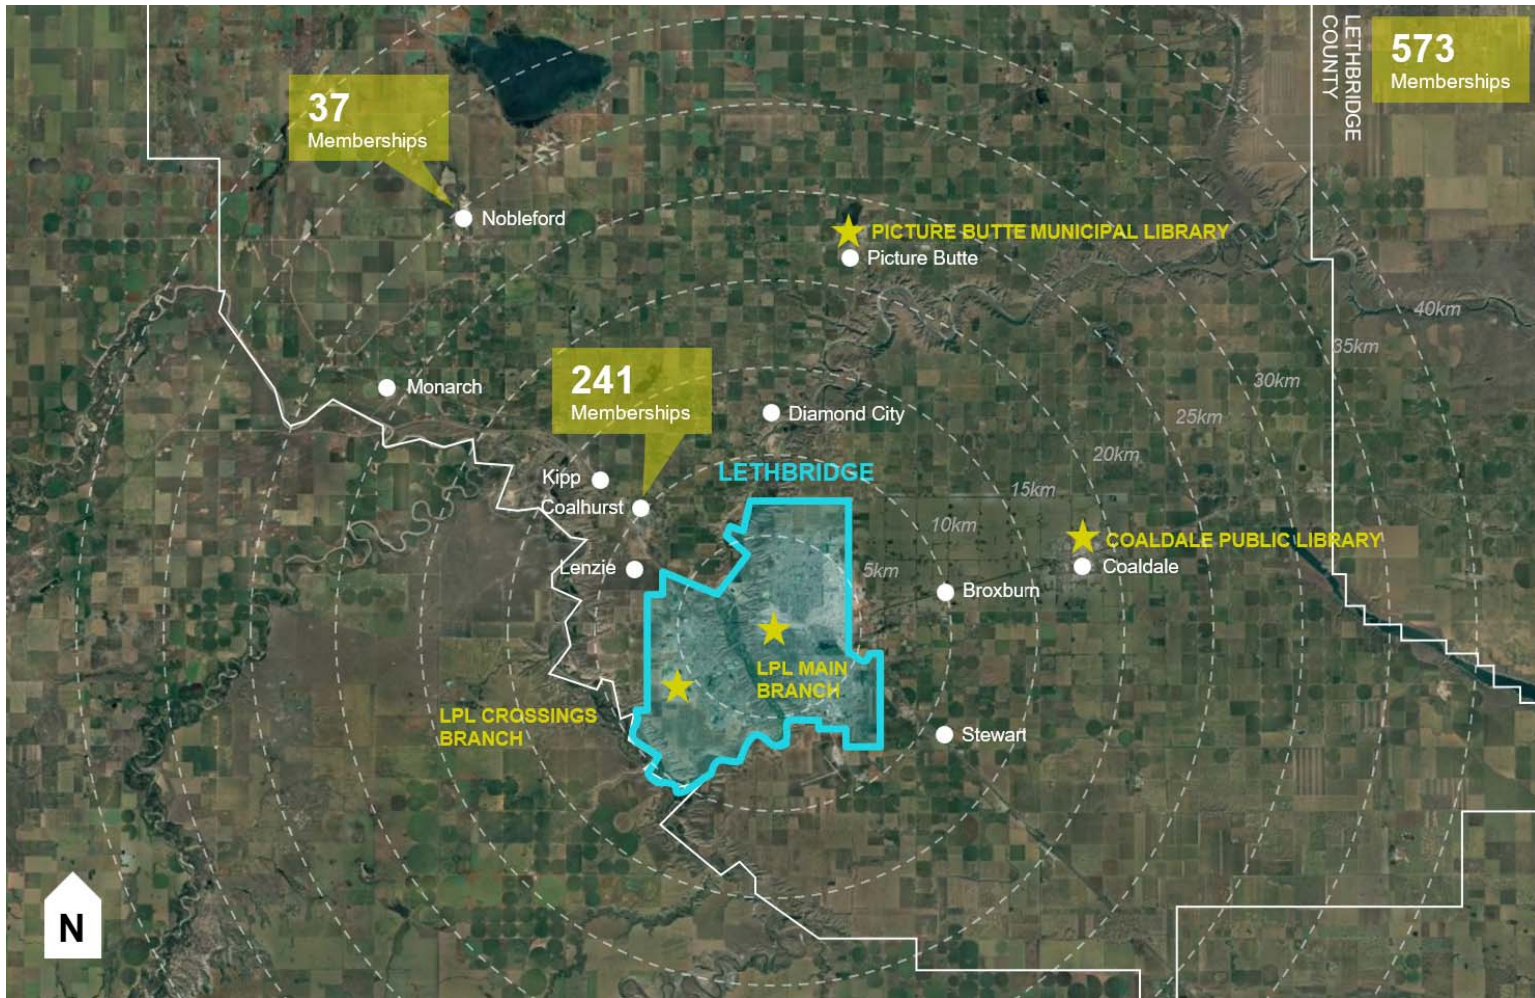 LETHBRIDGE
COUNTY
573
Memberships
37
Memberships
Nobleford
PICTURE BUTTE MUNICIPAL LIBRARY
Picture Butte
40km
35km
30km
25km
20km
15km
10km
5km
Monarch
241
Memberships
Diamond City
LETHBRIDGE
Kipp
Coalhurst
Lenzie
COALDALE PUBLIC LIBRARY
Coaldale
Broxburn
LPL MAIN
BRANCH
LPL CROSSINGS
BRANCH
Stewart
N